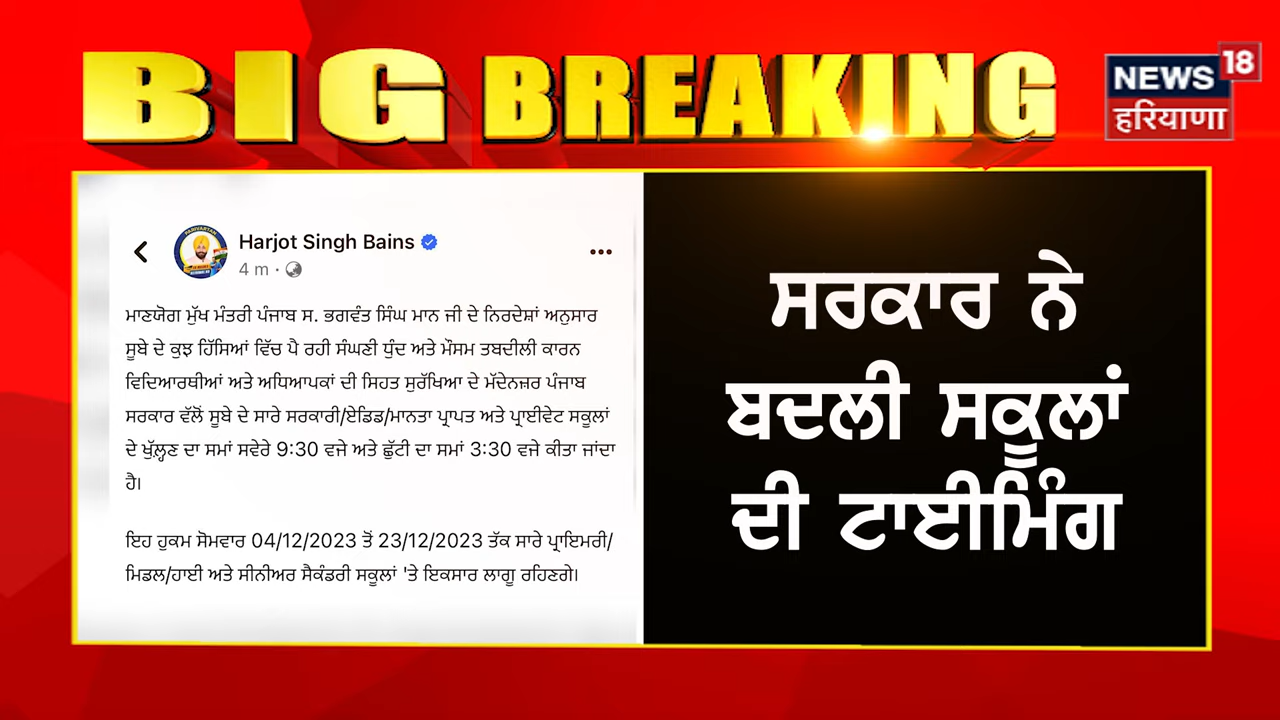 BIG BREAKING
NEWS 18
हरियाणा
Harjot Singh Bains
4 m ·
ਮਾਣਯੋਗ ਮੁੱਖ ਮੰਤਰੀ ਪੰਜਾਬ ਸ. ਭਗਵੰਤ ਸਿੰਘ ਮਾਨ ਜੀ ਦੇ ਨਿਰਦੇਸ਼ਾਂ ਅਨੁਸਾਰ
ਸੂਬੇ ਦੇ ਕੁਝ ਹਿੱਸਿਆਂ ਵਿੱਚ ਪੈ ਰਹੀ ਸੰਘਣੀ ਧੁੰਦ ਅਤੇ ਮੌਸਮ ਤਬਦੀਲੀ ਕਾਰਨ
ਵਿਦਿਆਰਥੀਆਂ ਅਤੇ ਅਧਿਆਪਕਾਂ ਦੀ ਸਿਹਤ ਸੁਰੱਖਿਆ ਦੇ ਮੱਦੇਨਜ਼ਰ ਪੰਜਾਬ
ਸਰਕਾਰ ਵੱਲੋਂ ਸੂਬੇ ਦੇ ਸਾਰੇ ਸਰਕਾਰੀ/ਏਡਿਡ/ਮਾਨਤਾ ਪ੍ਰਾਪਤ ਅਤੇ ਪ੍ਰਾਈਵੇਟ ਸਕੂਲਾਂ
ਦੇ ਖੁੱਲ੍ਹਣ ਦਾ ਸਮਾਂ ਸਵੇਰੇ 9:30 ਵਜੇ ਅਤੇ ਛੁੱਟੀ ਦਾ ਸਮਾਂ 3:30 ਵਜੇ ਕੀਤਾ ਜਾਂਦਾ
ਹੈ।
ਇਹ ਹੁਕਮ ਸੋਮਵਾਰ 04/12/2023 ਤੋਂ 23/12/2023 ਤੱਕ ਸਾਰੇ ਪ੍ਰਾਇਮਰੀ/
ਮਿਡਲ/ਹਾਈ ਅਤੇ ਸੀਨੀਅਰ ਸੈਕੰਡਰੀ ਸਕੂਲਾਂ 'ਤੇ ਇਕਸਾਰ ਲਾਗੂ ਰਹਿਣਗੇ।
ਸਰਕਾਰ ਨੇ
ਬਦਲੀ ਸਕੂਲਾਂ
ਦੀ ਟਾਈਮਿੰਗ